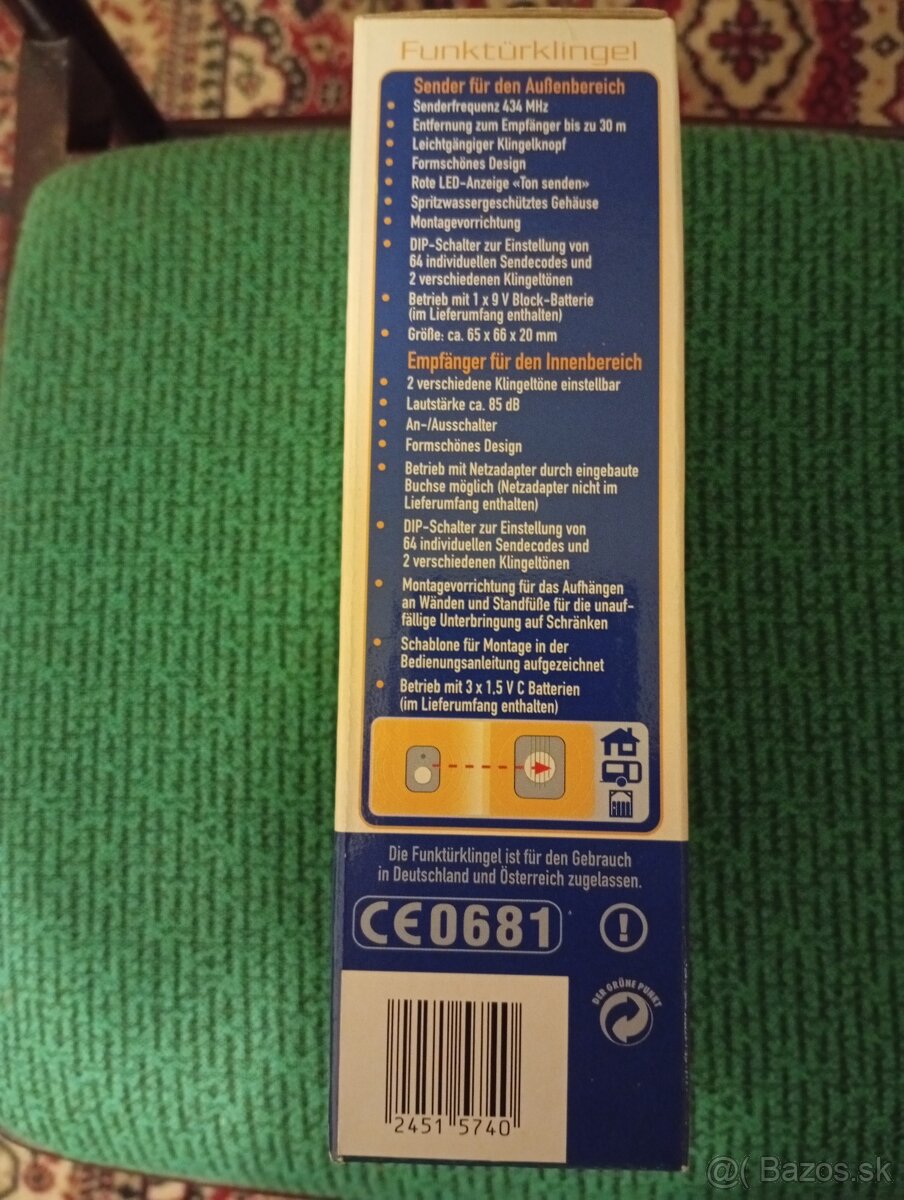 Funktürklingel
Sender für den Außenbereich
• Senderfrequenz 434 MHz
• Entfernung zum Empfänger bis zu 30 m
• Leichtgängiger Klingelknopf
• Formschönes Design
• Rote LED-Anzeige «Ton senden»
• Spritzwassergeschütztes Gehäuse
• Montagevorrichtung
• DIP-Schalter zur Einstellung von
64 individuellen Sendecodes und
2 verschiedenen Klingeltönen
• Betrieb mit 1 x 9 V Block-Batterie
(im Lieferumfang enthalten)
• Größe: ca. 65 x 66 x 20 mm
Empfänger für den Innenbereich
• 2 verschiedene Klingeltöne einstellbar
• Lautstärke ca. 85 dB
• An-/Ausschalter
• Formschönes Design
• Betrieb mit Netzadapter durch eingebaute
Buchse möglich (Netzadapter nicht im
Lieferumfang enthalten)
• DIP-Schalter zur Einstellung von
64 individuellen Sendecodes und
2 verschiedenen Klingeltönen
• Montagevorrichtung für das Aufhängen
an Wänden und Standfüße für die unauf-
fällige Unterbringung auf Schränken
• Schablone für Montage in der
Bedienungsanleitung aufgezeichnet
• Betrieb mit 3 x 1,5 V C Batterien
(im Lieferumfang enthalten)
Die Funktürklingel ist für den Gebrauch
in Deutschland und Österreich zugelassen.
CE0681 !
DER GRÜNE PUNKT
2451 5740
@( Bazos.sk